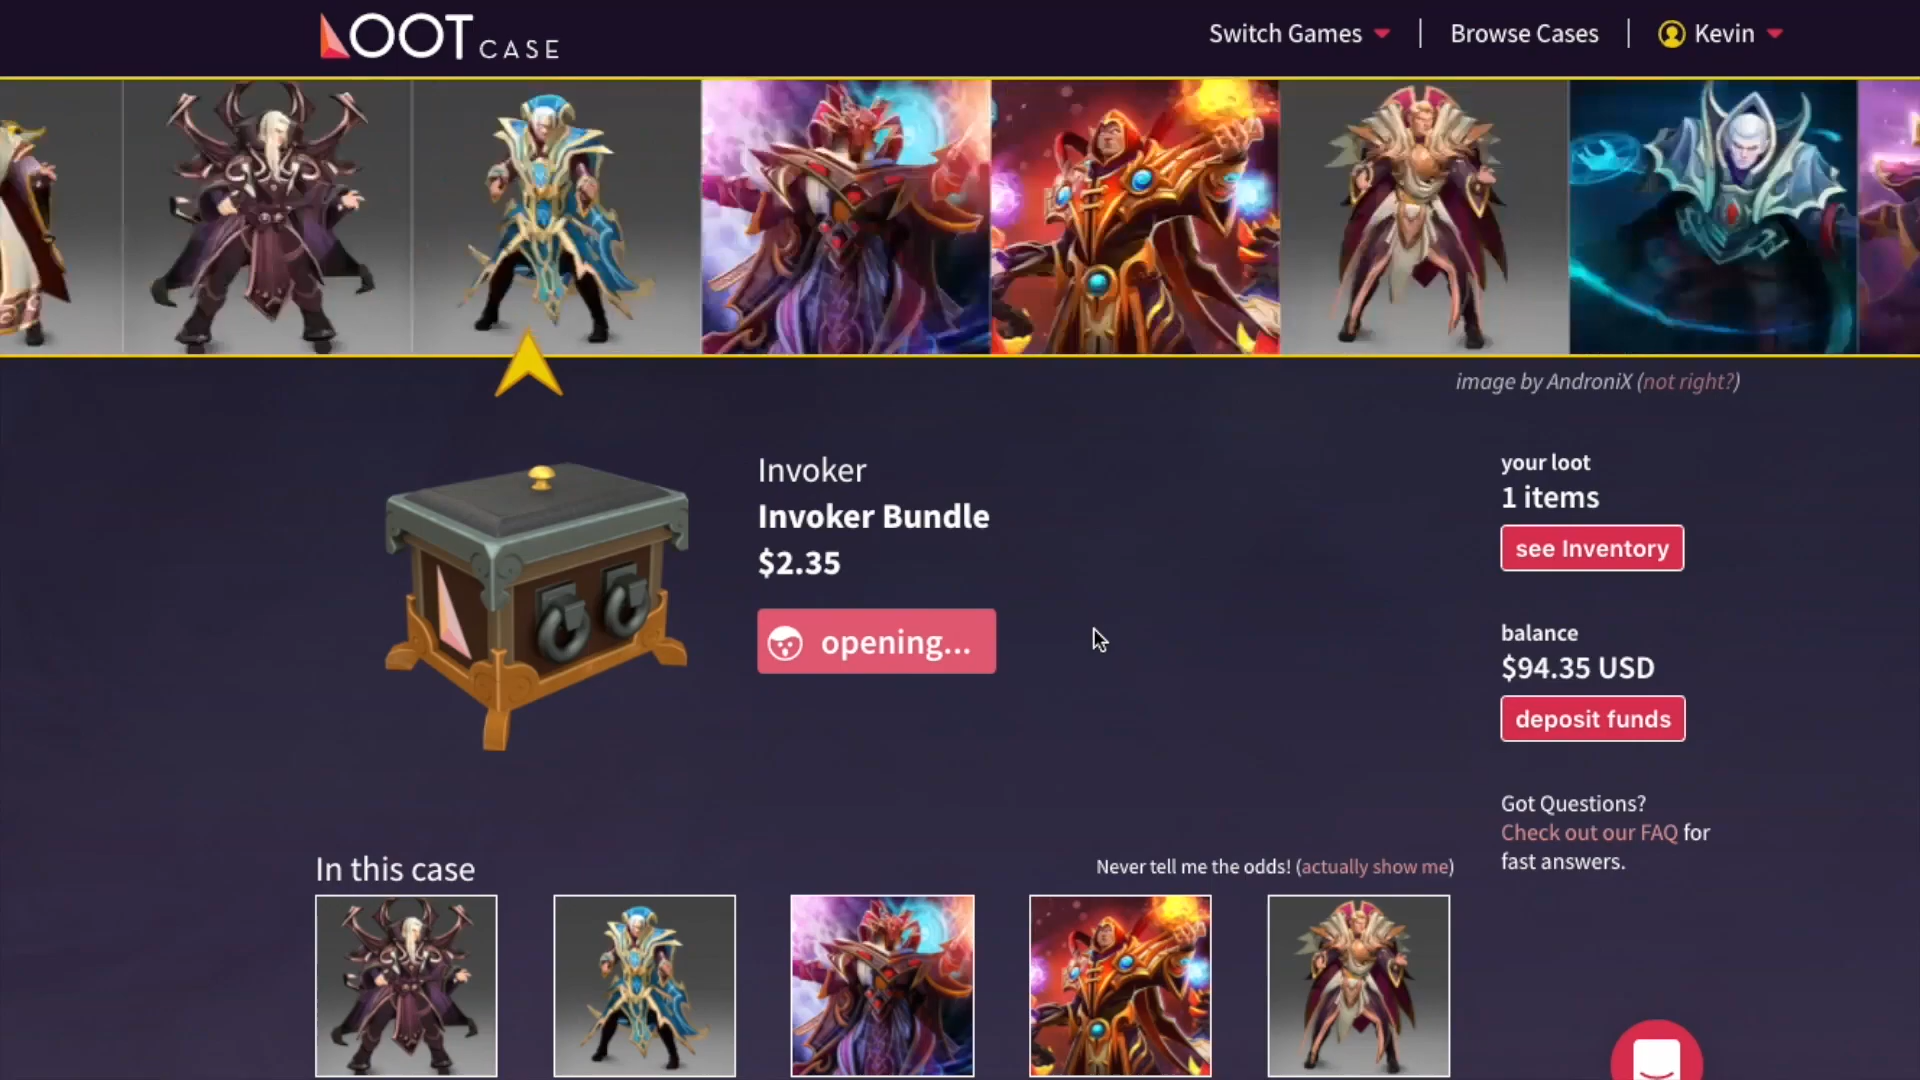 LOOT CASE
Switch Games
Browse Cases
Kevin
image by AndroniX (not right?)
Invoker
Invoker Bundle
$2.35
opening...
your loot
1 items
see Inventory
balance
$94.35 USD
deposit funds
Got Questions?
Check out our FAQ for
fast answers.
In this case
Never tell me the odds! (actually show me)